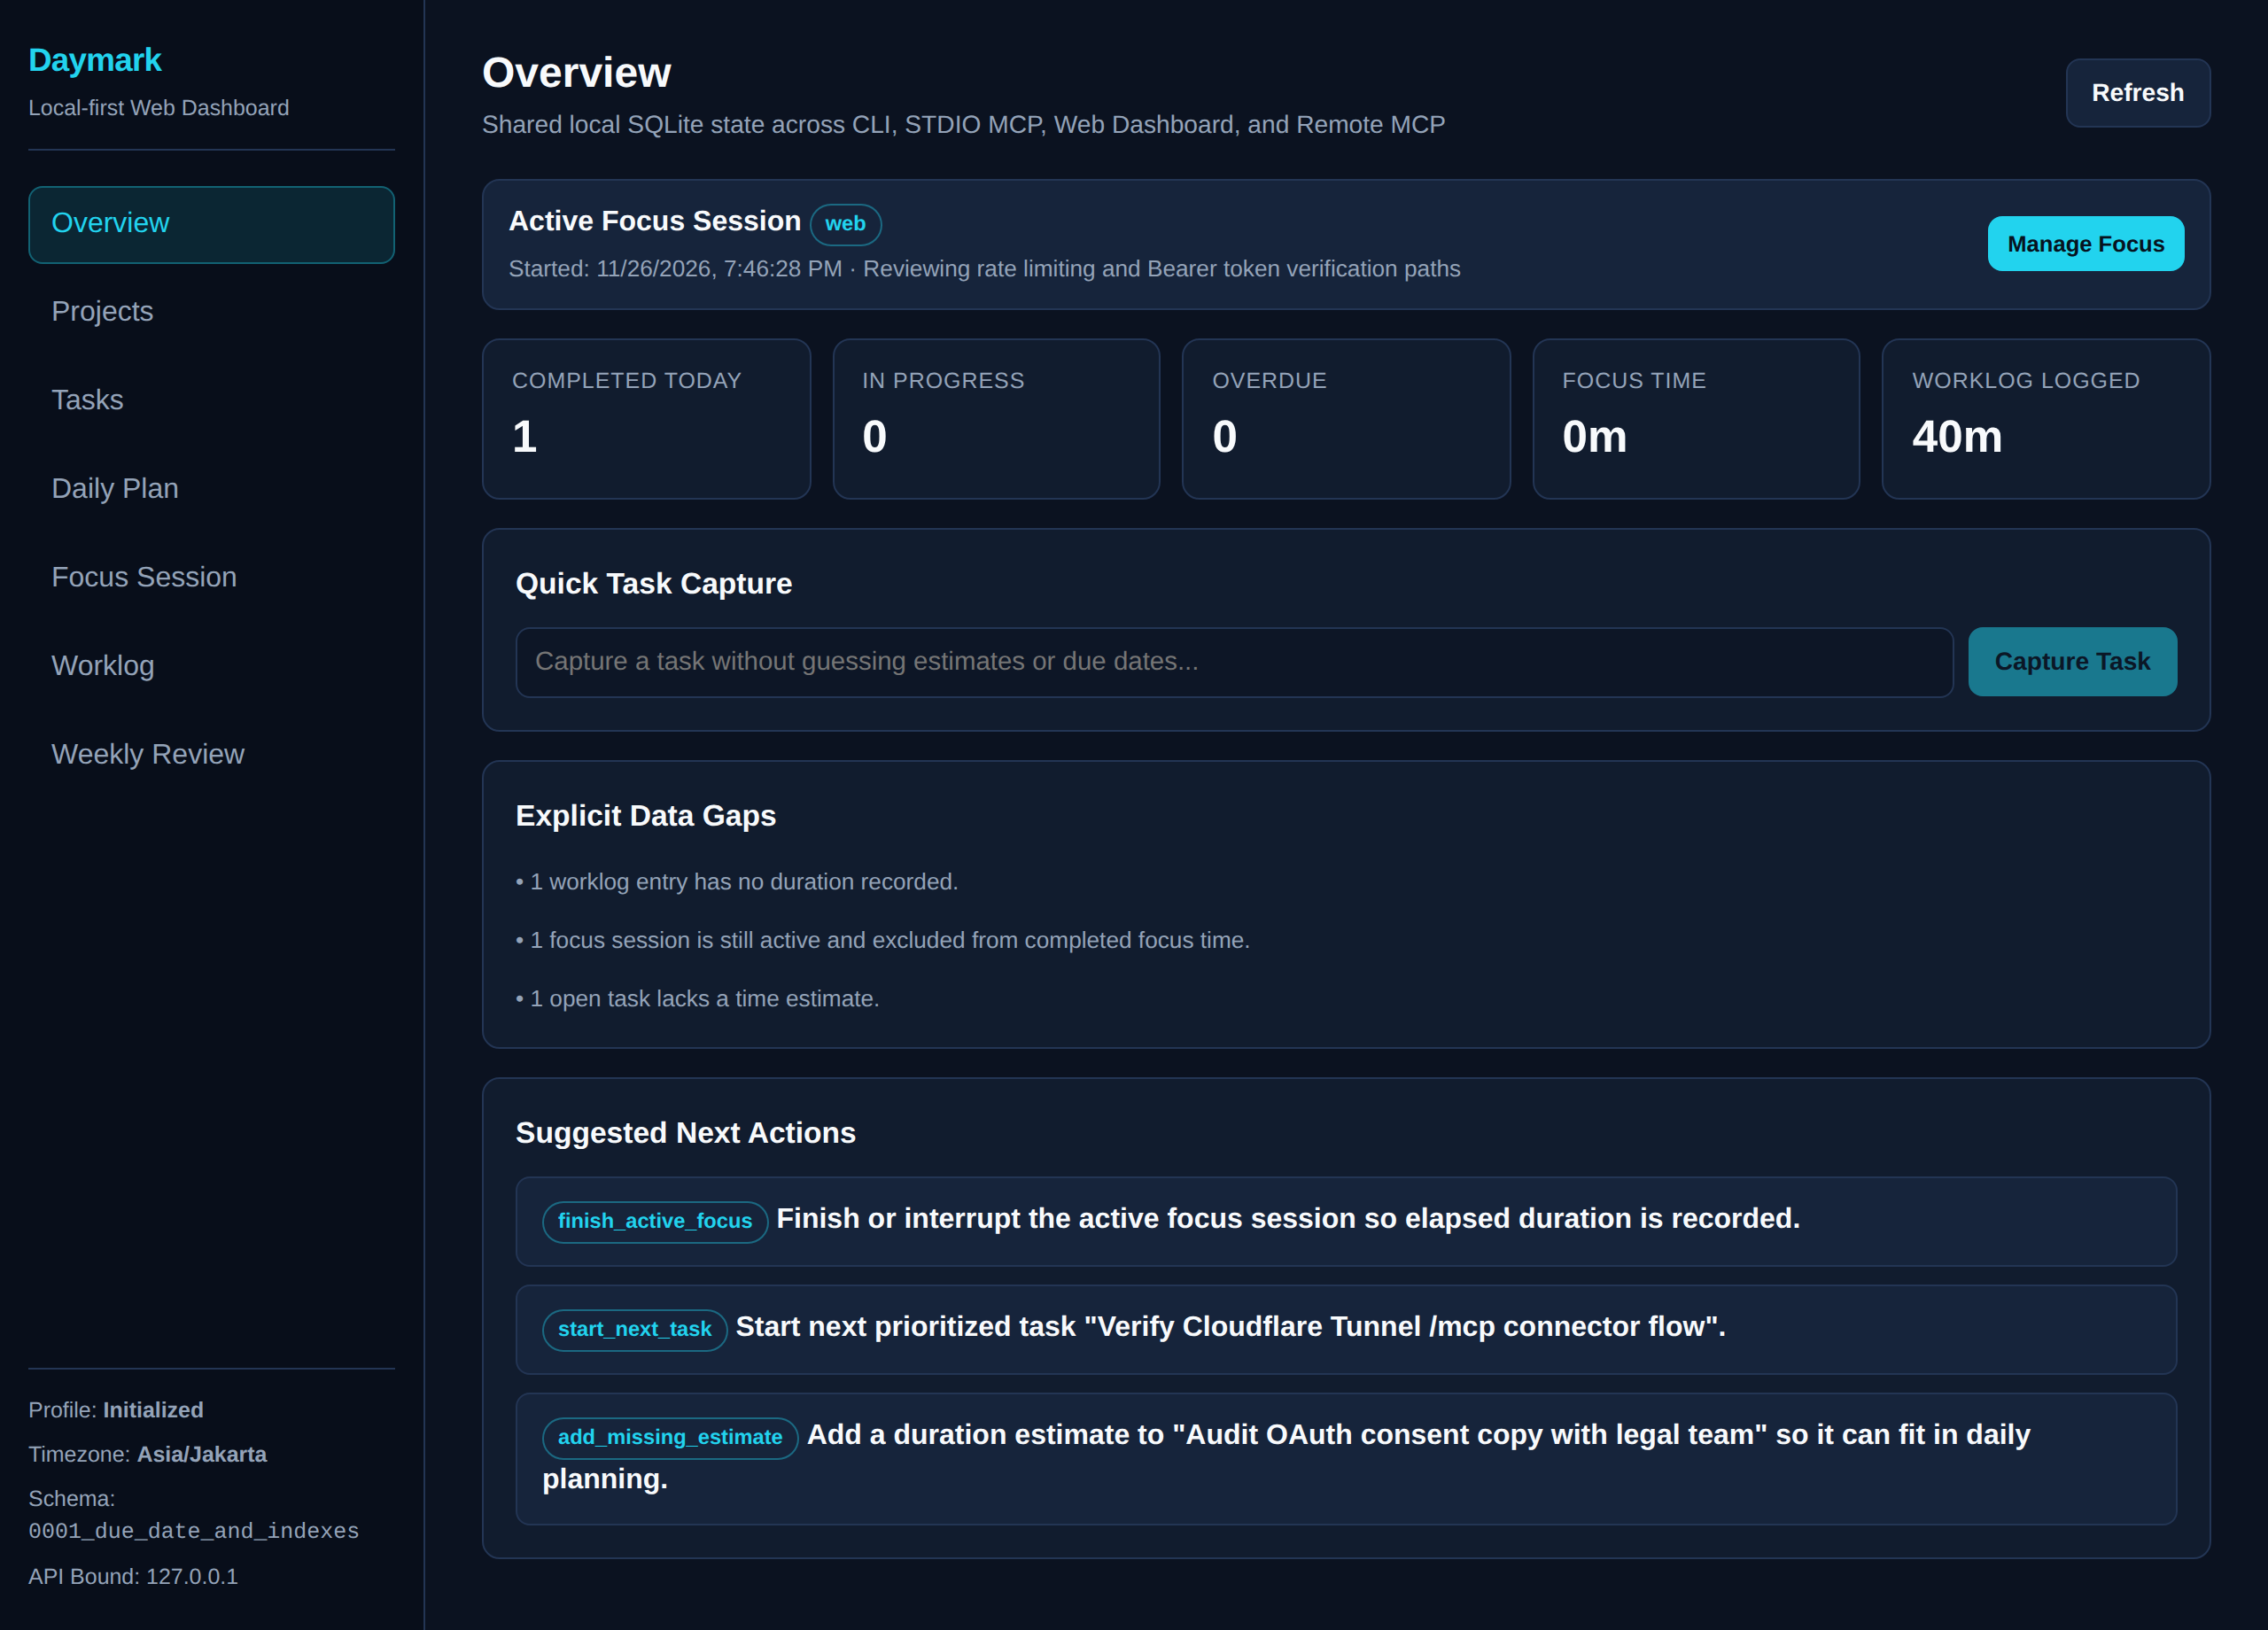 Daymark
Local-first Web Dashboard
Overview
Projects
Tasks
Daily Plan
Focus Session
Worklog
Weekly Review
Profile: Initialized
Timezone: Asia/Jakarta
Schema:
0001_due_date_and_indexes
API Bound: 127.0.0.1
Overview
Shared local SQLite state across CLI, STDIO MCP, Web Dashboard, and Remote MCP
Refresh
Active Focus Session web
Started: 11/26/2026, 7:46:28 PM · Reviewing rate limiting and Bearer token verification paths
Manage Focus
COMPLETED TODAY
1
IN PROGRESS
0
OVERDUE
0
FOCUS TIME
0m
WORKLOG LOGGED
40m
Quick Task Capture
Capture a task without guessing estimates or due dates...
Capture Task
Explicit Data Gaps
• 1 worklog entry has no duration recorded.
• 1 focus session is still active and excluded from completed focus time.
• 1 open task lacks a time estimate.
Suggested Next Actions
finish_active_focus Finish or interrupt the active focus session so elapsed duration is recorded.
start_next_task Start next prioritized task "Verify Cloudflare Tunnel /mcp connector flow".
add_missing_estimate Add a duration estimate to "Audit OAuth consent copy with legal team" so it can fit in daily
planning.